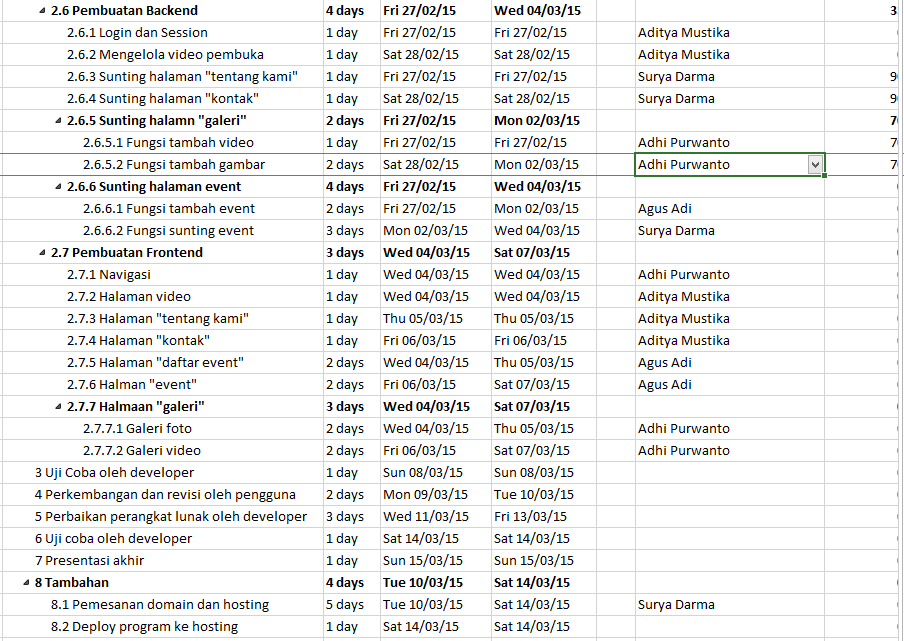 2.6 Pembuatan Backend 4 days Fri 27/02/15 Wed 04/03/15 3
2.6.1 Login dan Session 1 day Fri 27/02/15 Fri 27/02/15 Aditya Mustika
2.6.2 Mengelola video pembuka 1 day Sat 28/02/15 Sat 28/02/15 Aditya Mustika
2.6.3 Sunting halaman "tentang kami" 1 day Fri 27/02/15 Fri 27/02/15 Surya Darma 9
2.6.4 Sunting halaman "kontak" 1 day Sat 28/02/15 Sat 28/02/15 Surya Darma 9
2.6.5 Sunting halamn "galeri" 2 days Fri 27/02/15 Mon 02/03/15 7
2.6.5.1 Fungsi tambah video 1 day Fri 27/02/15 Fri 27/02/15 Adhi Purwanto 7
2.6.5.2 Fungsi tambah gambar 2 days Sat 28/02/15 Mon 02/03/15 Adhi Purwanto 7
2.6.6 Sunting halaman event 4 days Fri 27/02/15 Wed 04/03/15
2.6.6.1 Fungsi tambah event 2 days Fri 27/02/15 Mon 02/03/15 Agus Adi
2.6.6.2 Fungsi sunting event 3 days Mon 02/03/15 Wed 04/03/15 Surya Darma
2.7 Pembuatan Frontend 3 days Wed 04/03/15 Sat 07/03/15
2.7.1 Navigasi 1 day Wed 04/03/15 Wed 04/03/15 Adhi Purwanto
2.7.2 Halaman video 1 day Wed 04/03/15 Wed 04/03/15 Aditya Mustika
2.7.3 Halaman "tentang kami" 1 day Thu 05/03/15 Thu 05/03/15 Aditya Mustika
2.7.4 Halaman "kontak" 1 day Fri 06/03/15 Fri 06/03/15 Aditya Mustika
2.7.5 Halaman "daftar event" 2 days Wed 04/03/15 Thu 05/03/15 Agus Adi
2.7.6 Halman "event" 2 days Fri 06/03/15 Sat 07/03/15 Agus Adi
2.7.7 Halmaan "galeri" 3 days Wed 04/03/15 Sat 07/03/15
2.7.7.1 Galeri foto 2 days Wed 04/03/15 Thu 05/03/15 Adhi Purwanto
2.7.7.2 Galeri video 2 days Fri 06/03/15 Sat 07/03/15 Adhi Purwanto
3 Uji Coba oleh developer 1 day Sun 08/03/15 Sun 08/03/15
4 Perkembangan dan revisi oleh pengguna 2 days Mon 09/03/15 Tue 10/03/15
5 Perbaikan perangkat lunak oleh developer 3 days Wed 11/03/15 Fri 13/03/15
6 Uji coba oleh developer 1 day Sat 14/03/15 Sat 14/03/15
7 Presentasi akhir 1 day Sun 15/03/15 Sun 15/03/15
8 Tambahan 4 days Tue 10/03/15 Sat 14/03/15
8.1 Pemesanan domain dan hosting 5 days Tue 10/03/15 Sat 14/03/15 Surya Darma
8.2 Deploy program ke hosting 1 day Sat 14/03/15 Sat 14/03/15